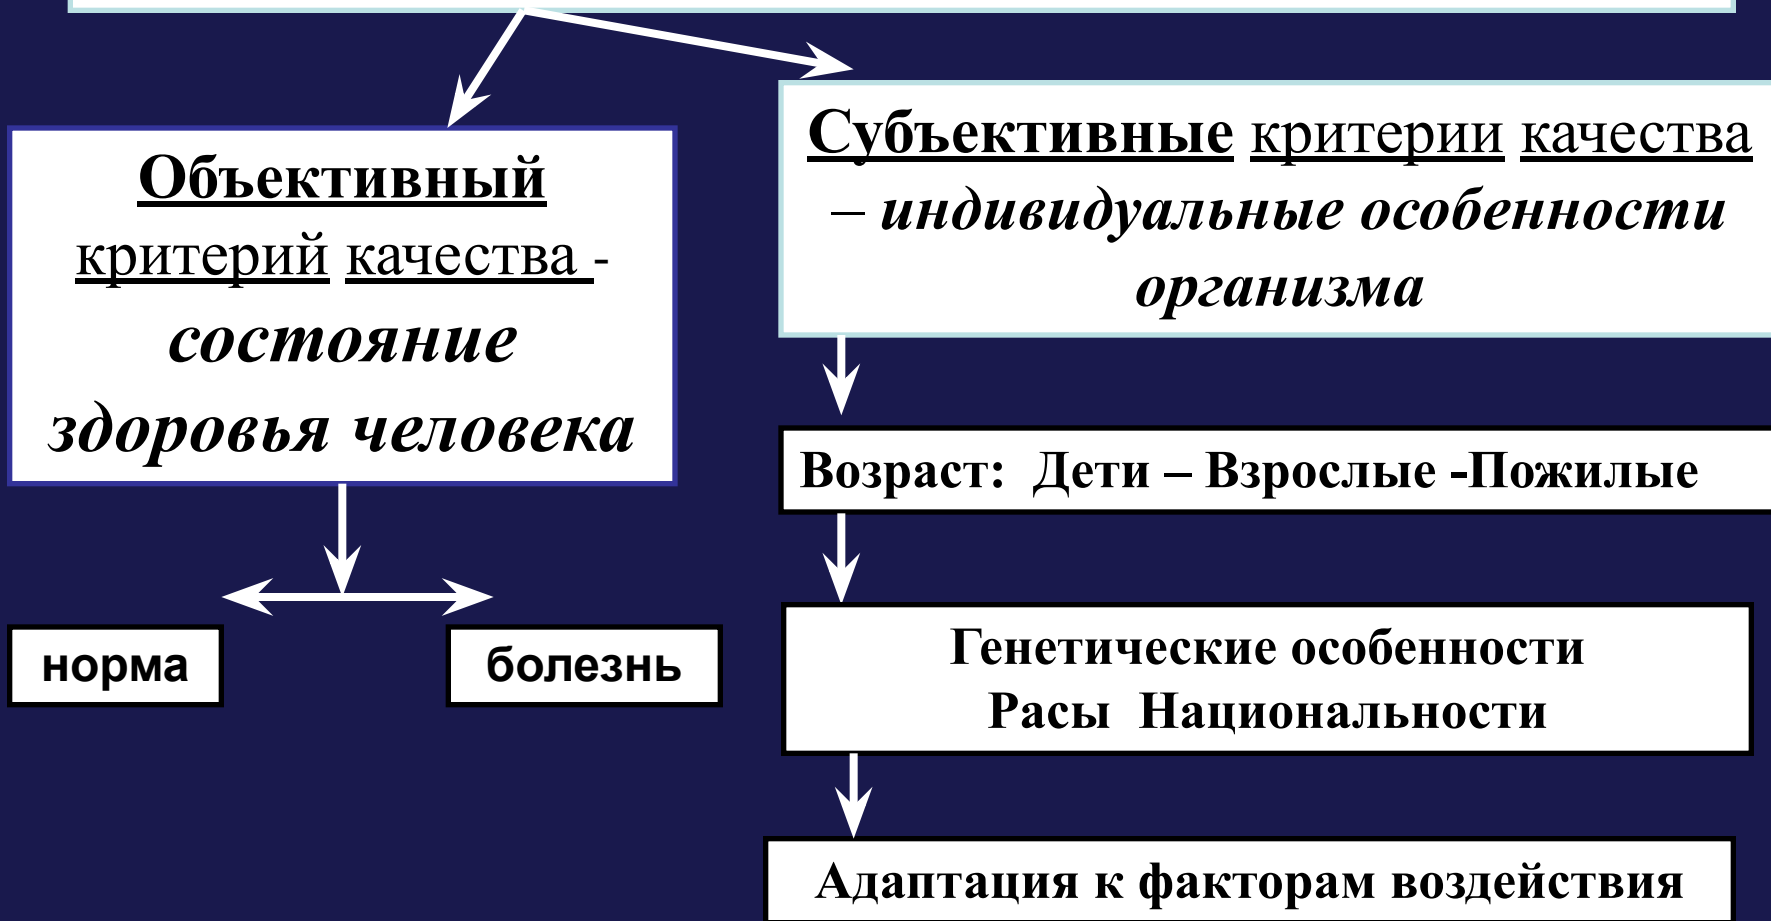 Объективный
критерий качества -
состояние
здоровья человека
норма
болезнь
Субъективные критерии качества
– индивидуальные особенности
организма
Возраст: Дети – Взрослые -Пожилые
Генетические особенности
Расы Национальности
Адаптация к факторам воздействия